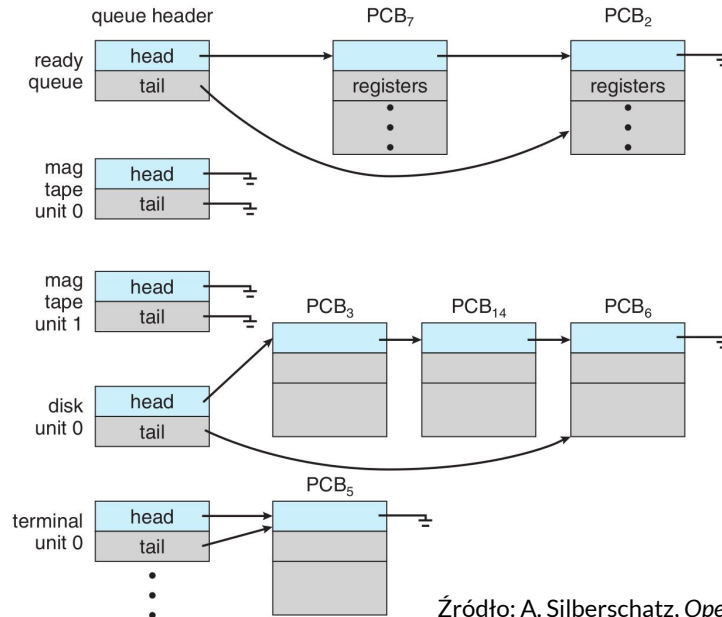 queue header
PCB₇
PCB₂
ready
queue
head
tail
registers
registers
mag
tape
unit 0
head
tail
mag
tape
unit 1
head
tail
PCB₃
PCB₁₄
PCB₆
disk
unit 0
head
tail
PCB₅
terminal
unit 0
head
tail
Źródło: A. Silberschatz, Ope